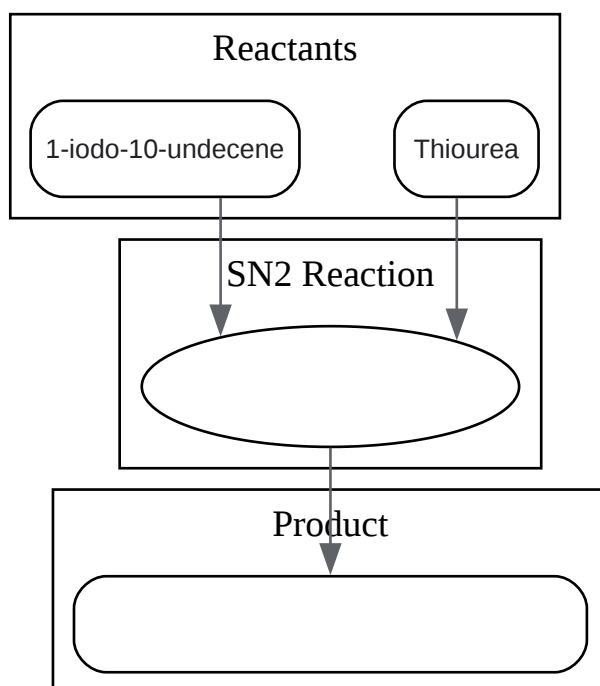 Reactants
1-iodo-10-undecene
Thiourea
SN2 Reaction
Product